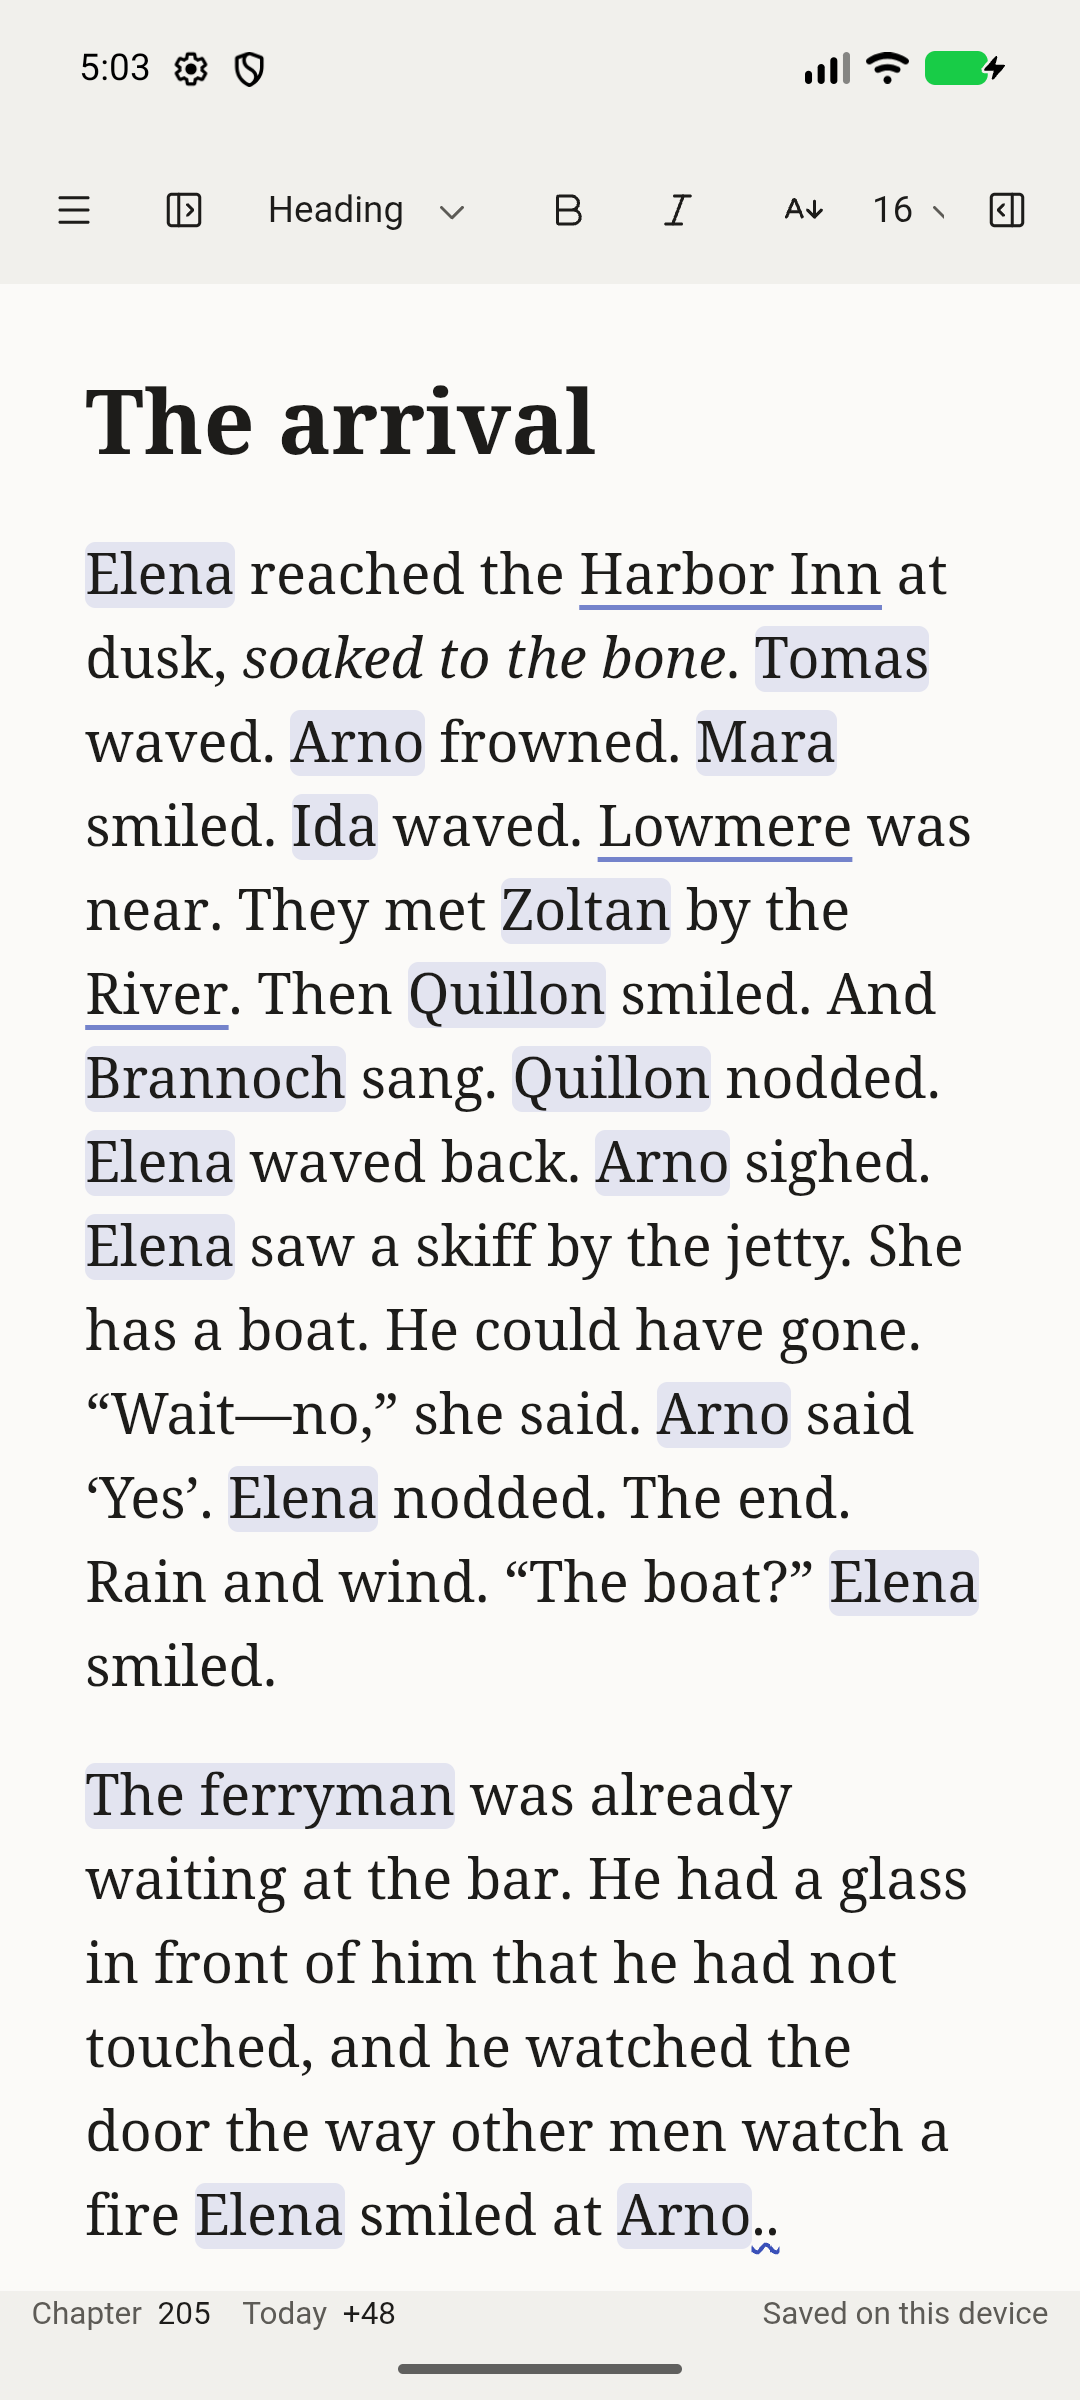 5:03
Heading
B I A 16
The arrival
Elena reached the Harbor Inn at
dusk, soaked to the bone. Tomas
waved. Arno frowned. Mara
smiled. Ida waved. Lowmere was
near. They met Zoltan by the
River. Then Quillon smiled. And
Brannoch sang. Quillon nodded.
Elena waved back. Arno sighed.
Elena saw a skiff by the jetty. She
has a boat. He could have gone.
“Wait—no,” she said. Arno said
‘Yes’. Elena nodded. The end.
Rain and wind. “The boat?” Elena
smiled.
The ferryman was already
waiting at the bar. He had a glass
in front of him that he had not
touched, and he watched the
door the way other men watch a
fire Elena smiled at Arno..
Chapter 205 Today +48 Saved on this device